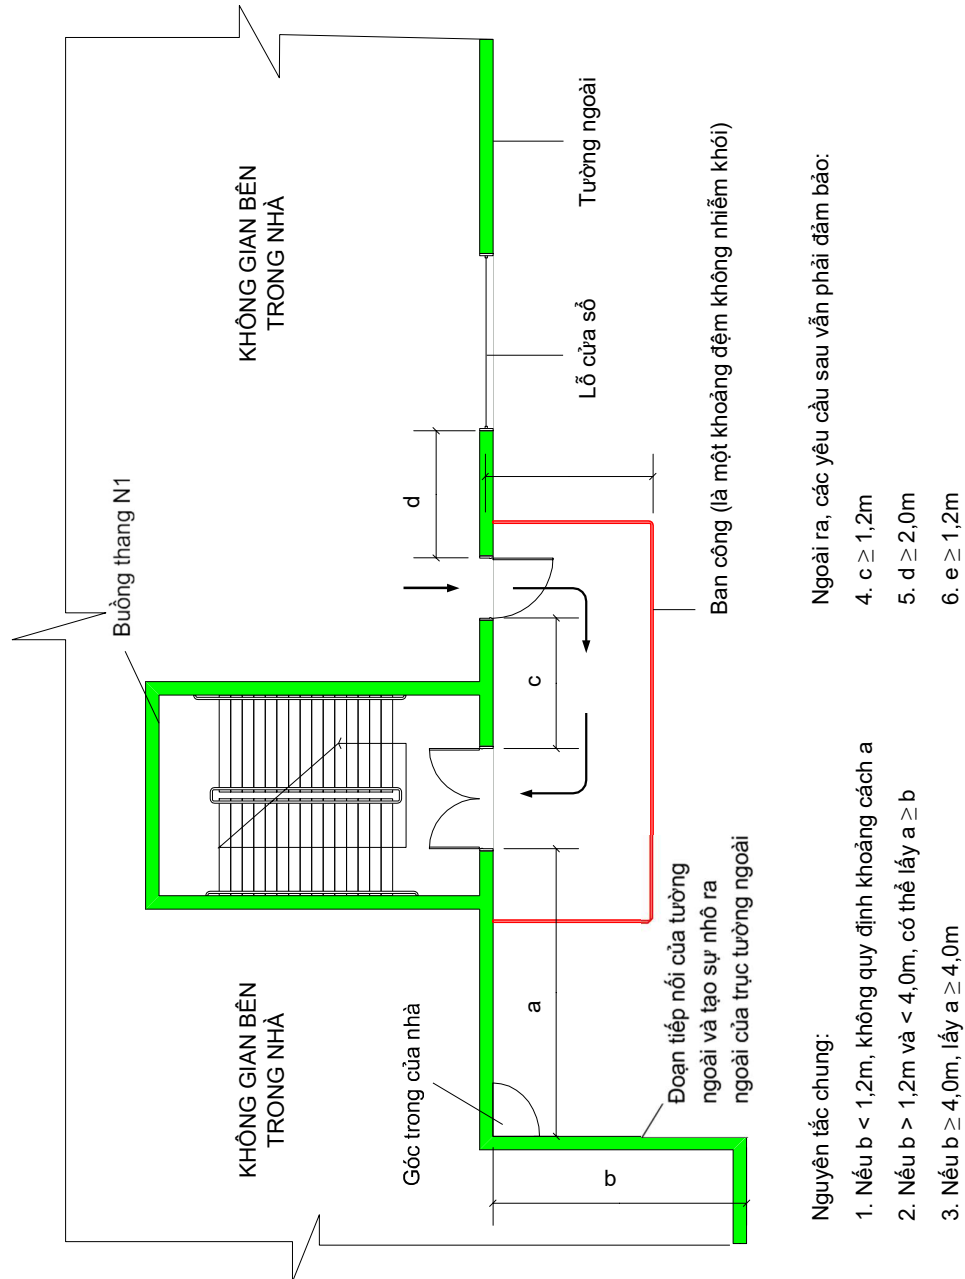 KHÔNG GIAN BÊN
TRONG NHÀ
Buồng thang N1
KHÔNG GIAN BÊN
TRONG NHÀ
d
c
a
b
Góc trong của nhà
Lỗ cửa sổ
Tường ngoài
Đoạn tiếp nối của tường
ngoài và tạo sự nhô ra
ngoài của trục tường ngoài
Ban công (là một khoảng đệm không nhiễm khói)
Nguyên tắc chung:
1. Nếu b < 1,2m, không quy định khoảng cách a
2. Nếu b > 1,2m và < 4,0m, có thể lấy a ≥ b
3. Nếu b ≥ 4,0m, lấy a ≥ 4,0m
Ngoài ra, các yêu cầu sau vẫn phải đảm bảo:
4. c ≥ 1,2m
5. d ≥ 2,0m
6. e ≥ 1,2m